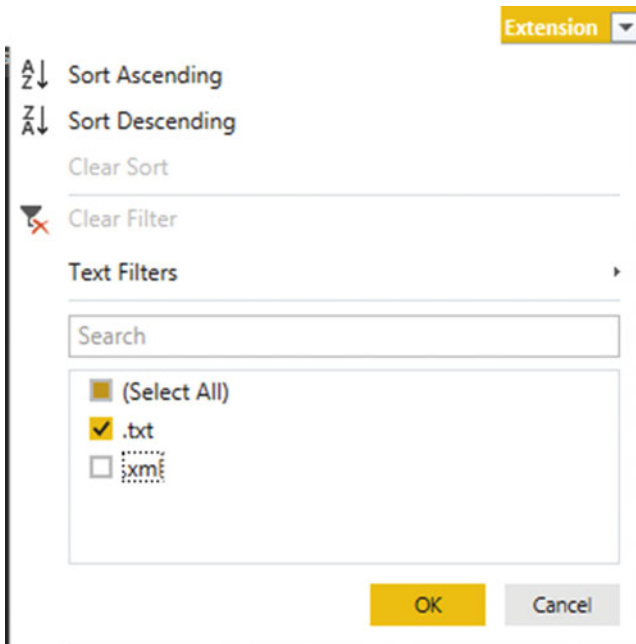 Extension
Sort Ascending
Sort Descending
Clear Sort
Clear Filter
Text Filters
Search
(Select All)
.txt
.xml
OK
Cancel